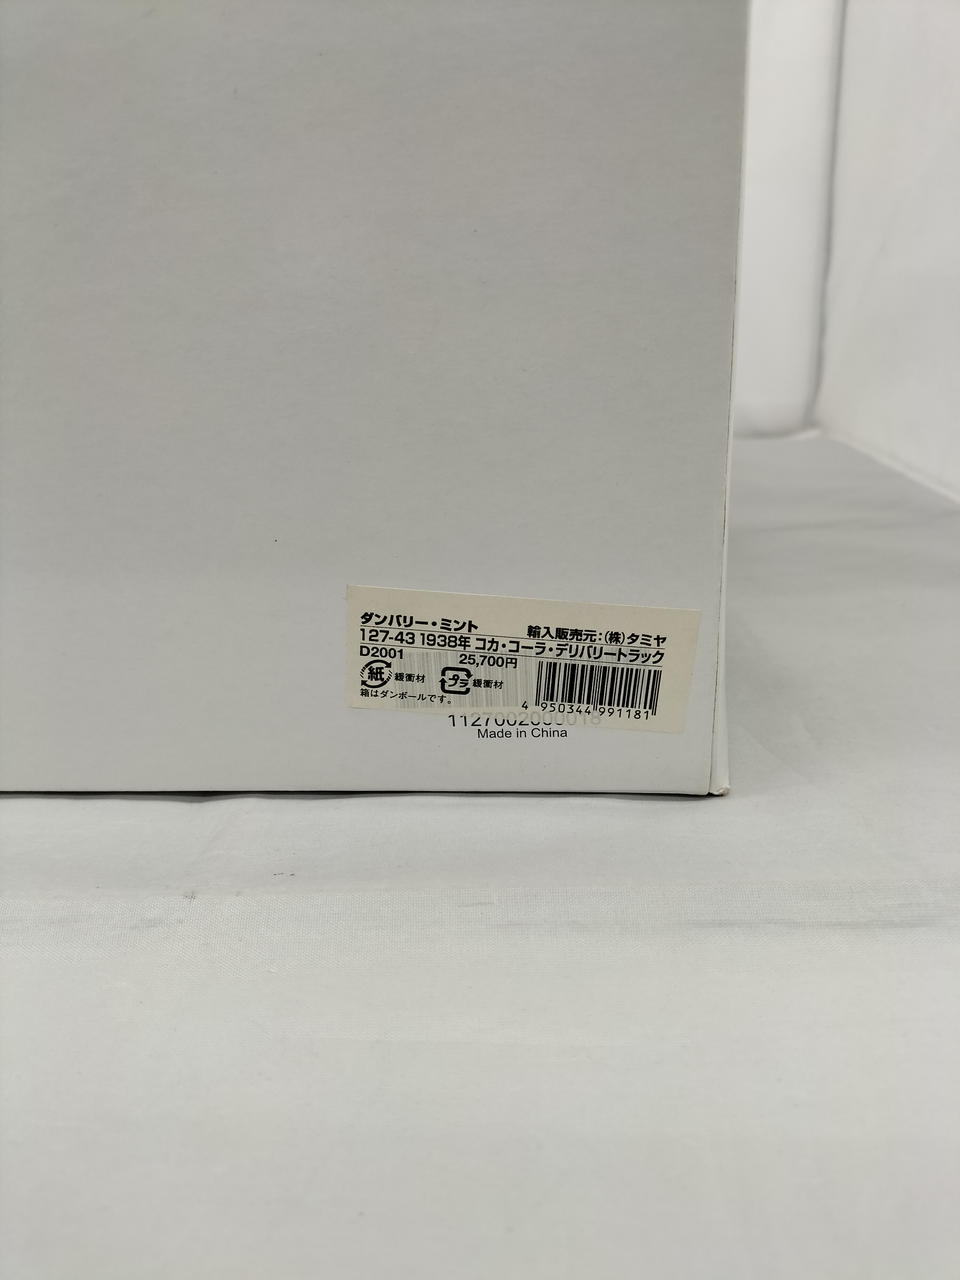 ダンバリー・ミント 輸入販売元:(株)タミヤ
127-43 1938年 コカ・コーラ・デリバリートラック
D2001 25,700円
紙 緩衝材 プラ 緩衝材
箱はダンボールです。
4 950344 991181
1127002000018
Made in China